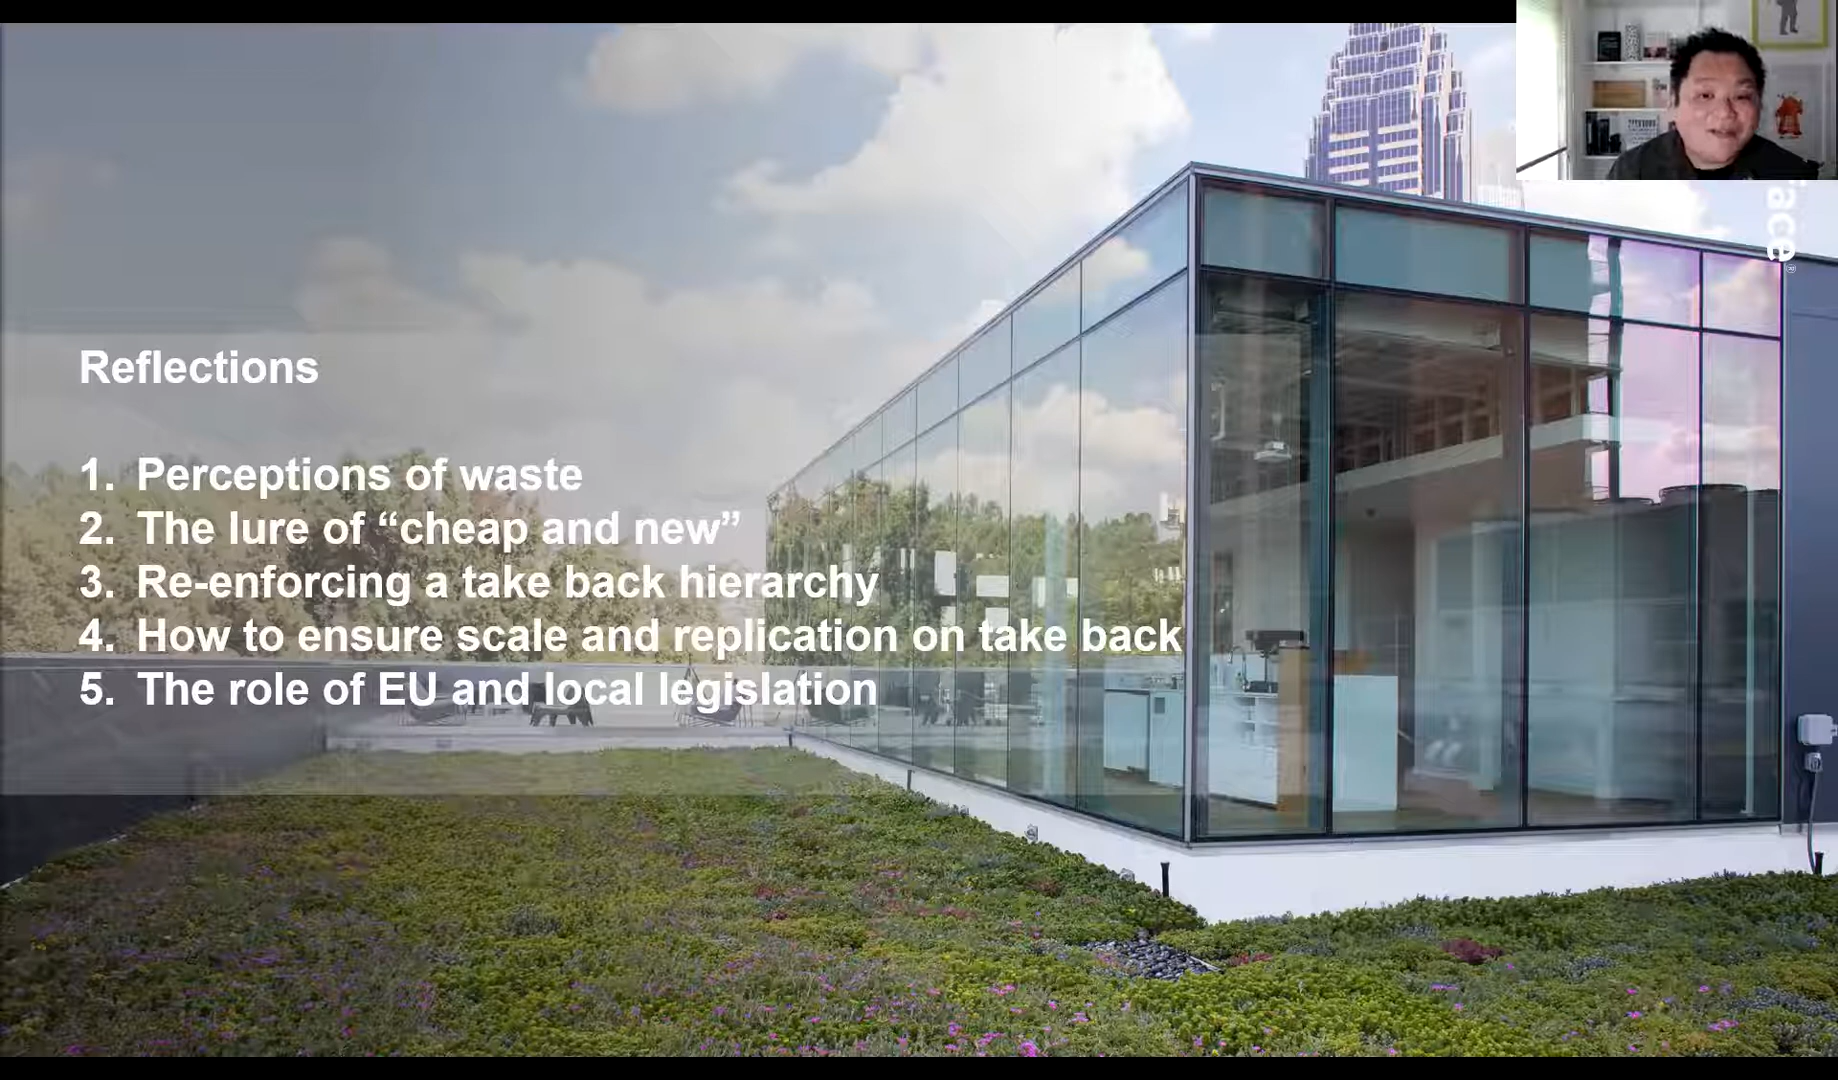 face®
Reflections
1. Perceptions of waste
2. The lure of “cheap and new”
3. Re-enforcing a take back hierarchy
4. How to ensure scale and replication on take back
5. The role of EU and local legislation